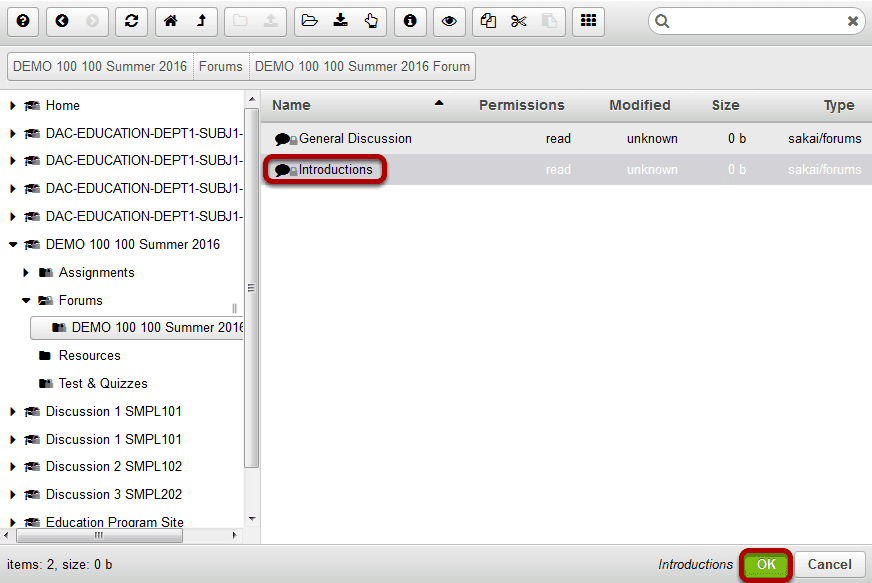 DEMO 100 100 Summer 2016 Forums DEMO 100 100 Summer 2016 Forum
Home
DAC-EDUCATION-DEPT1-SUBJ1-
DAC-EDUCATION-DEPT1-SUBJ1-
DAC-EDUCATION-DEPT1-SUBJ1-
DAC-EDUCATION-DEPT1-SUBJ1-
DEMO 100 100 Summer 2016
Assignments
Forums
DEMO 100 100 Summer 2016
Resources
Test & Quizzes
Discussion 1 SMPL101
Discussion 1 SMPL101
Discussion 2 SMPL102
Discussion 3 SMPL202
Education Program Site
Name Permissions Modified Size Type
General Discussion read unknown 0 b sakai/forums
Introductions read unknown 0 b sakai/forums
items: 2, size: 0 b Introductions OK Cancel